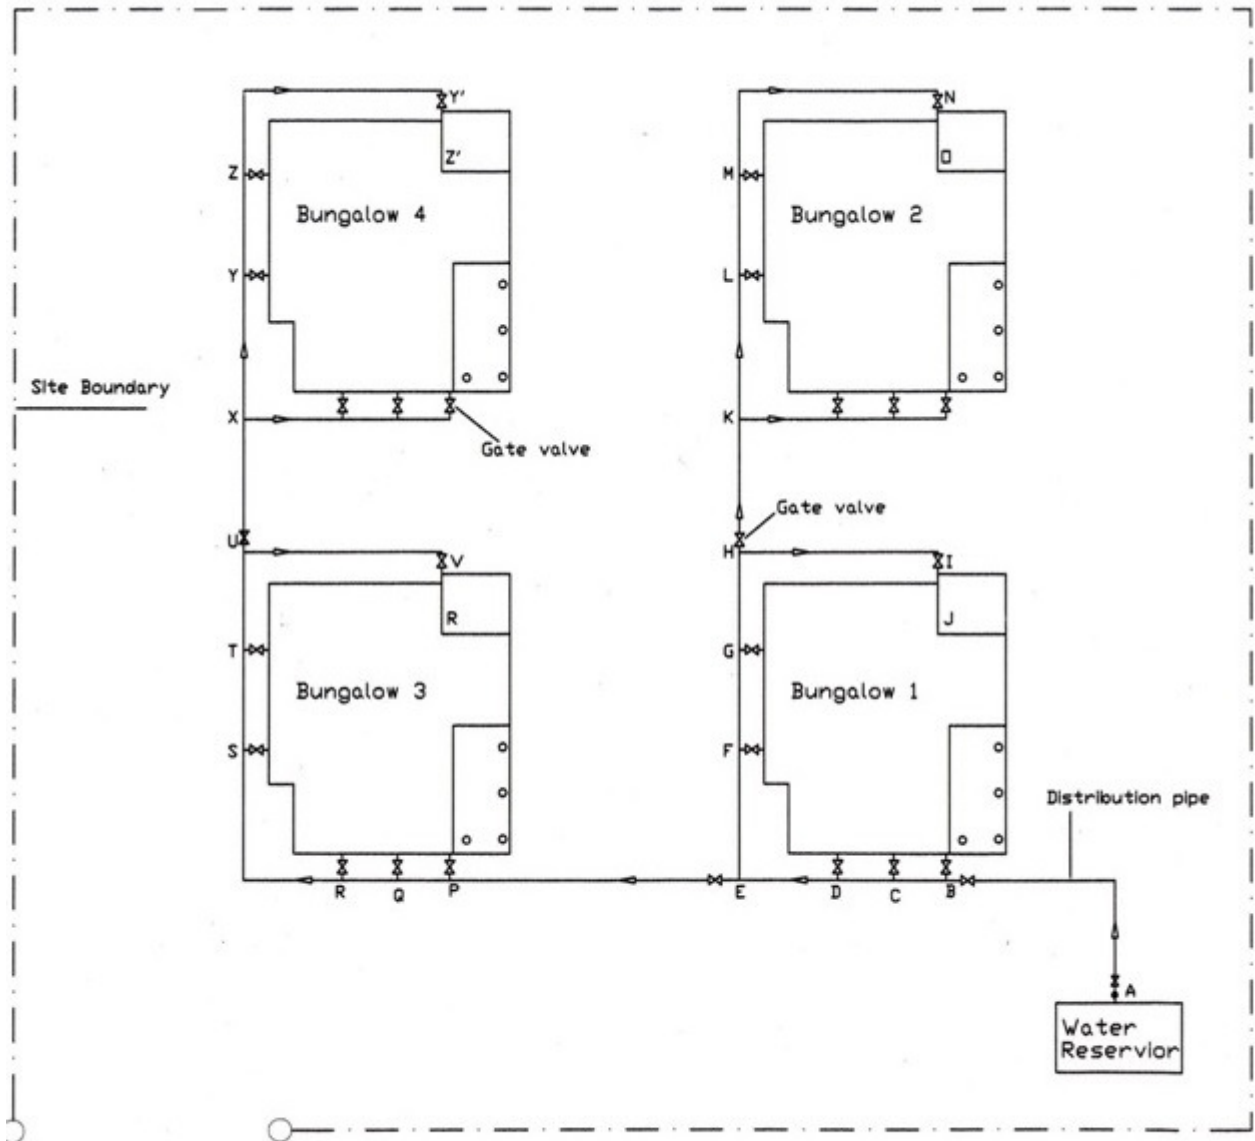 Y'
N
Z
Z'
M
O
Bungalow 4
Bungalow 2
Y
L
Site Boundary
X
K
Gate valve
Gate valve
U
H
V
I
R
J
T
G
Bungalow 3
Bungalow 1
S
F
Distribution pipe
R
Q
P
E
D
C
B
A
Water
Reservior